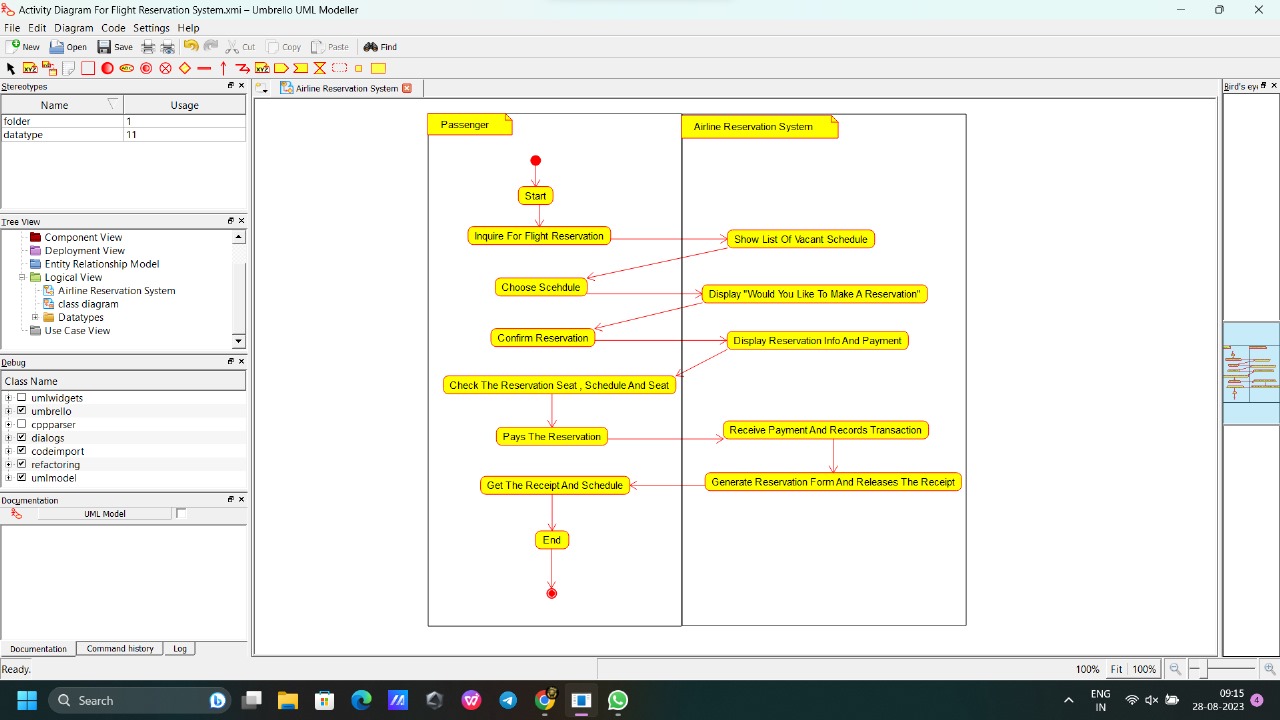 Activity Diagram For Flight Reservation System.xmi – Umbrello UML Modeller
File Edit Diagram Code Settings Help
New Open Save Cut Copy Paste Find
Stereotypes
Name Usage
folder 1
datatype 11
Tree View
Component View
Deployment View
Entity Relationship Model
Logical View
Airline Reservation System
class diagram
Datatypes
Use Case View
Debug
Class Name
umlwidgets
umbrello
cppparser
dialogs
codeimport
refactoring
umlmodel
Documentation
UML Model
Documentation Command history Log
Ready.
Airline Reservation System
Passenger
Airline Reservation System
Start
Inquire For Flight Reservation
Show List Of Vacant Schedule
Choose Scehdule
Display "Would You Like To Make A Reservation"
Confirm Reservation
Display Reservation Info And Payment
Check The Reservation Seat , Schedule And Seat
Pays The Reservation
Receive Payment And Records Transaction
Get The Receipt And Schedule
Generate Reservation Form And Releases The Receipt
End
Bird's eye
100% Fit 100%
Search
ENG
IN
09:15
28-08-2023
4